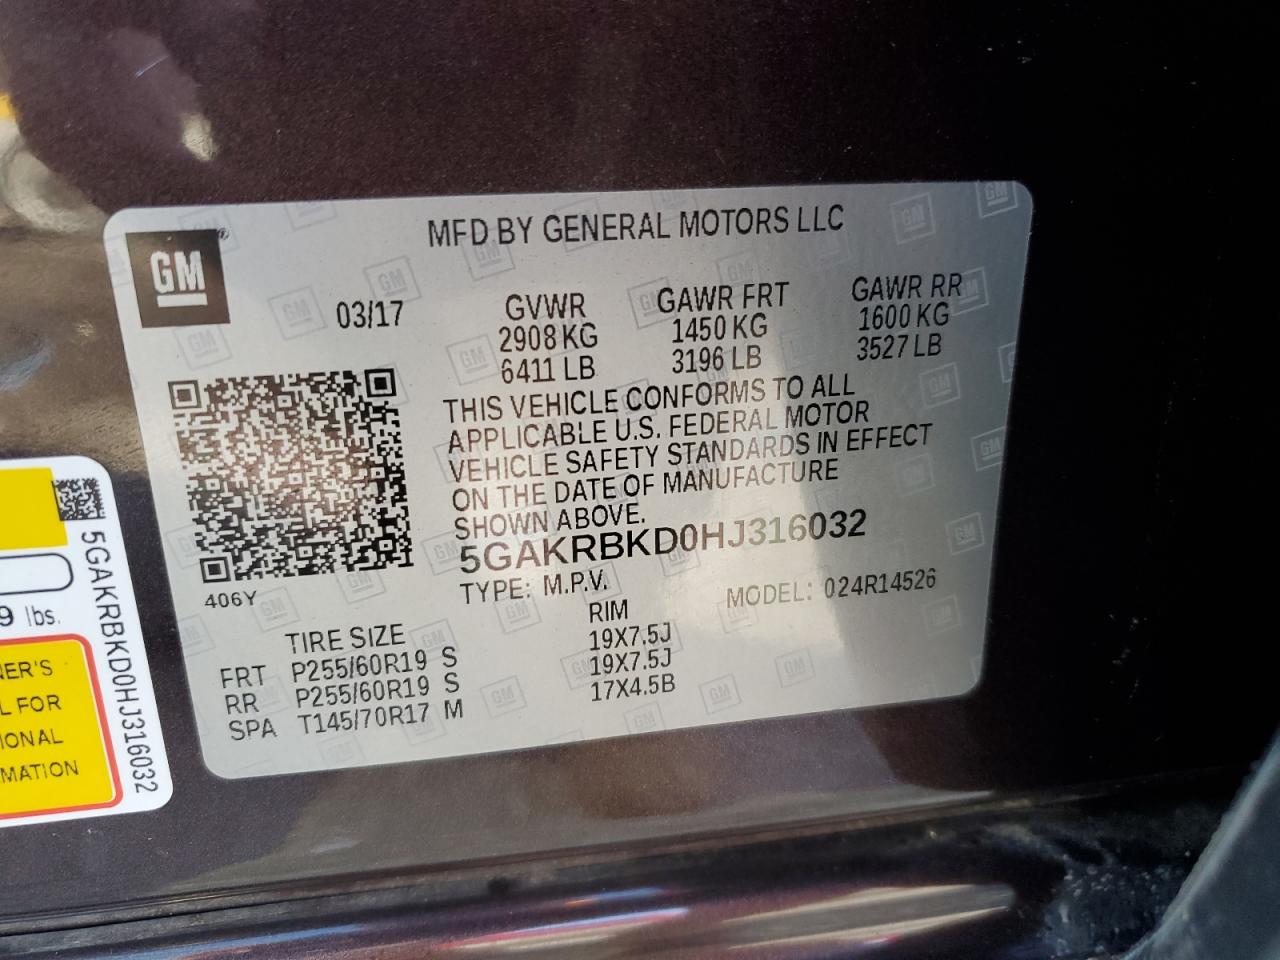 GM
®
MFD BY GENERAL MOTORS LLC
03/17
GVWR
2908 KG
6411 LB
GAWR FRT
1450 KG
3196 LB
GAWR RR
1600 KG
3527 LB
THIS VEHICLE CONFORMS TO ALL
APPLICABLE U.S. FEDERAL MOTOR
VEHICLE SAFETY STANDARDS IN EFFECT
ON THE DATE OF MANUFACTURE
SHOWN ABOVE.
5GAKRBKD0HJ316032
TYPE: M.P.V.
MODEL: 024R14526
406Y
TIRE SIZE
RIM
FRT P255/60R19 S 19X7.5J
RR P255/60R19 S 19X7.5J
SPA T145/70R17 M 17X4.5B
5GAKRBKD0HJ316032
9 lbs.
NER'S
L FOR
IONAL
MATION